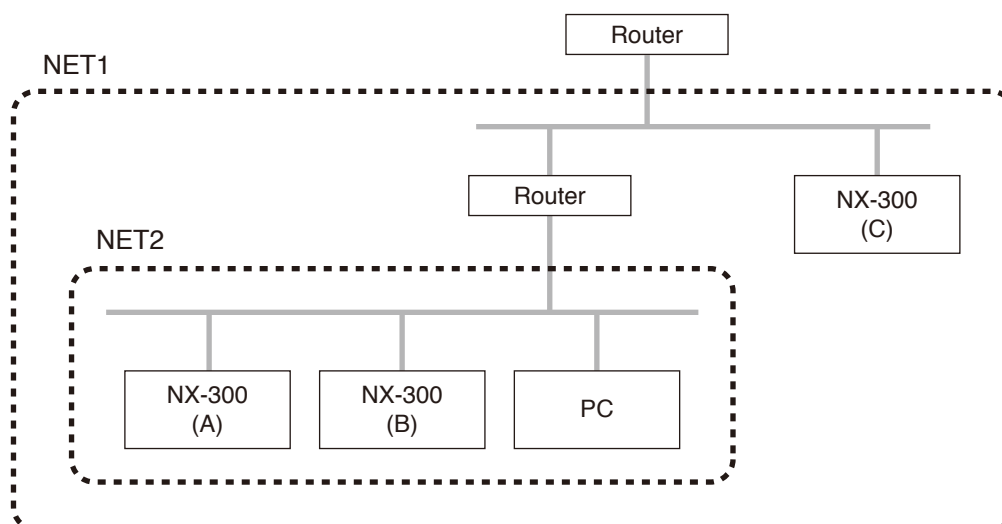 Router
NET1
Router
NX-300
(C)
NET2
NX-300
(A)
NX-300
(B)
PC